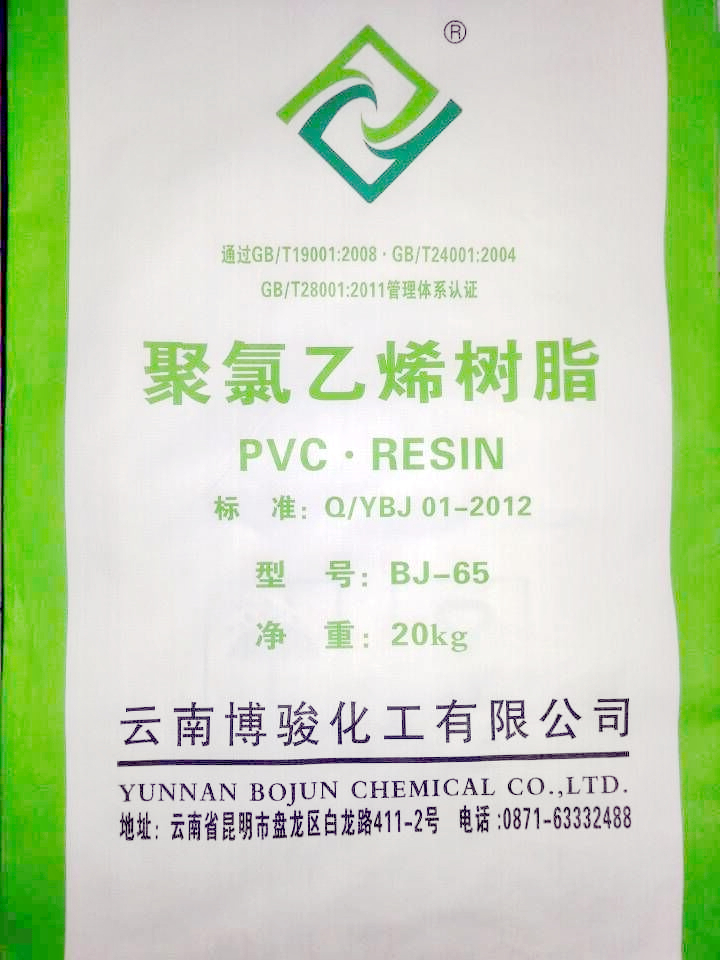 ®
通过GB/T19001:2008·GB/T24001:2004
GB/T28001:2011管理体系认证
聚氯乙烯树脂
PVC·RESIN
标 准: Q/YBJ 01-2012
型 号: BJ-65
净 重: 20kg
云南博骏化工有限公司
YUNNAN BOJUN CHEMICAL CO.,LTD.
地址: 云南省昆明市盘龙区白龙路411-2号 电话:0871-63332488